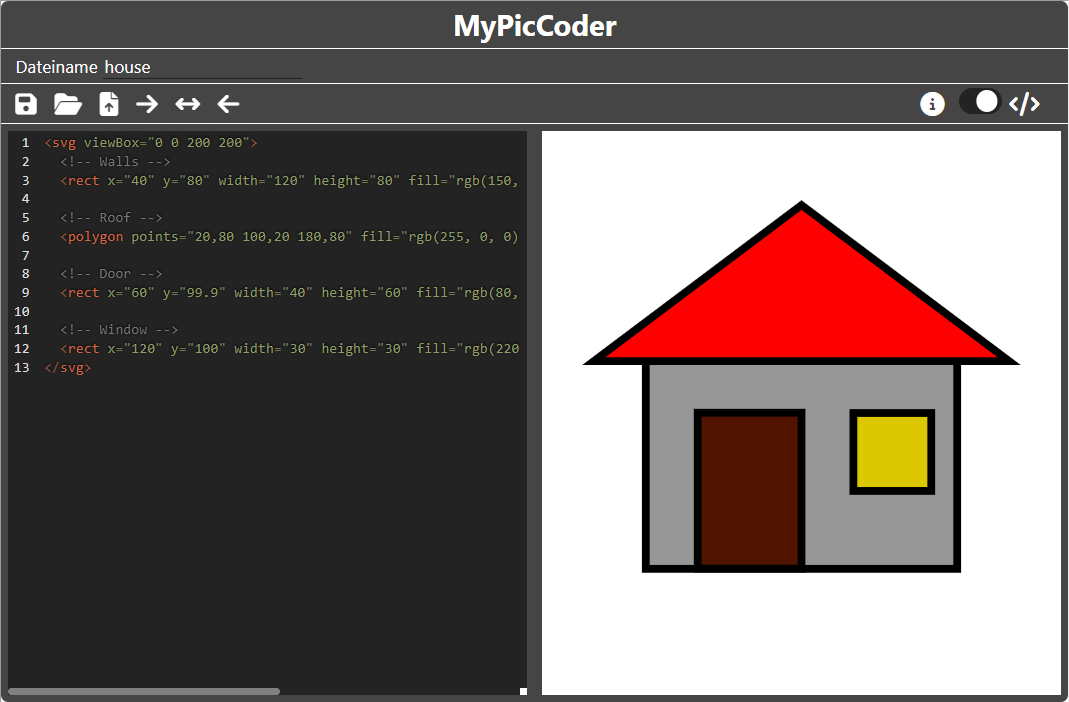 MyPicCoder
Dateiname house
1 <svg viewBox="0 0 200 200">
2 <!-- Walls -->
3 <rect x="40" y="80" width="120" height="80" fill="rgb(150,
4
5 <!-- Roof -->
6 <polygon points="20,80 100,20 180,80" fill="rgb(255, 0, 0)
7
8 <!-- Door -->
9 <rect x="60" y="99.9" width="40" height="60" fill="rgb(80,
10
11 <!-- Window -->
12 <rect x="120" y="100" width="30" height="30" fill="rgb(220
13 </svg>